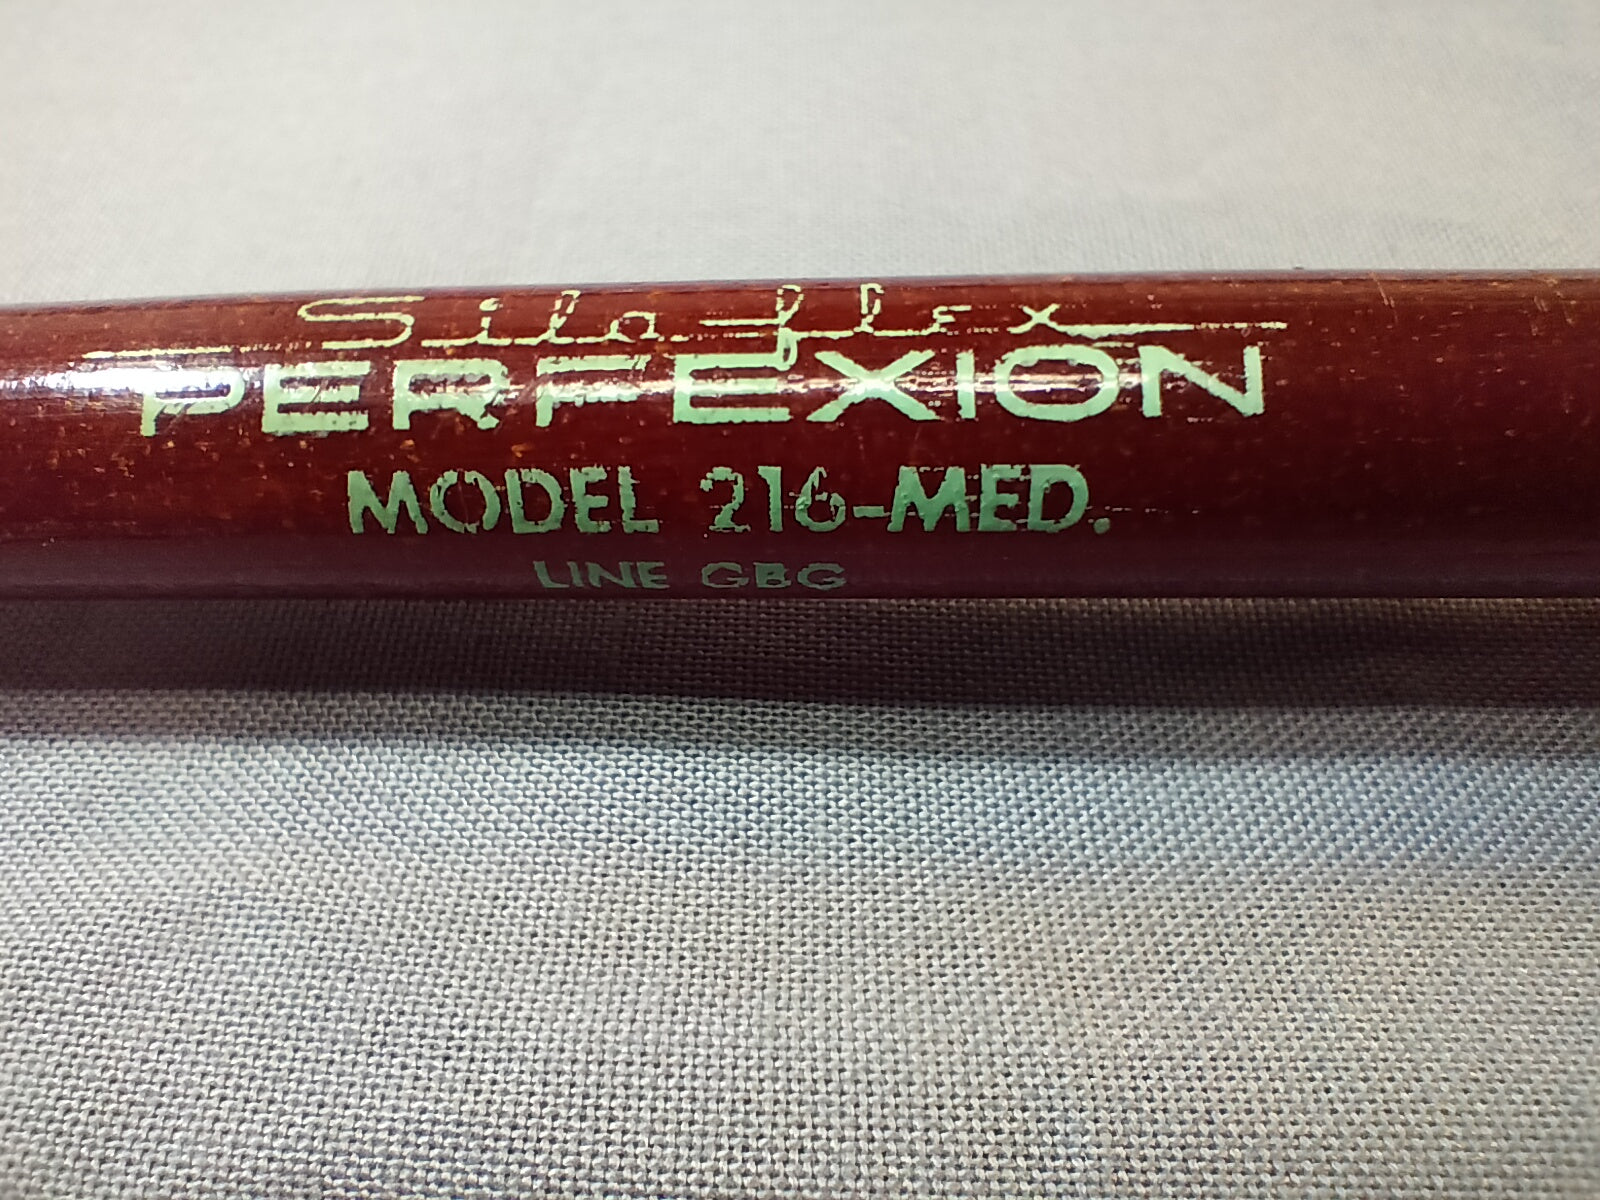 Silaflex
PERFEXION
MODEL 216-MED.
LINE GBG